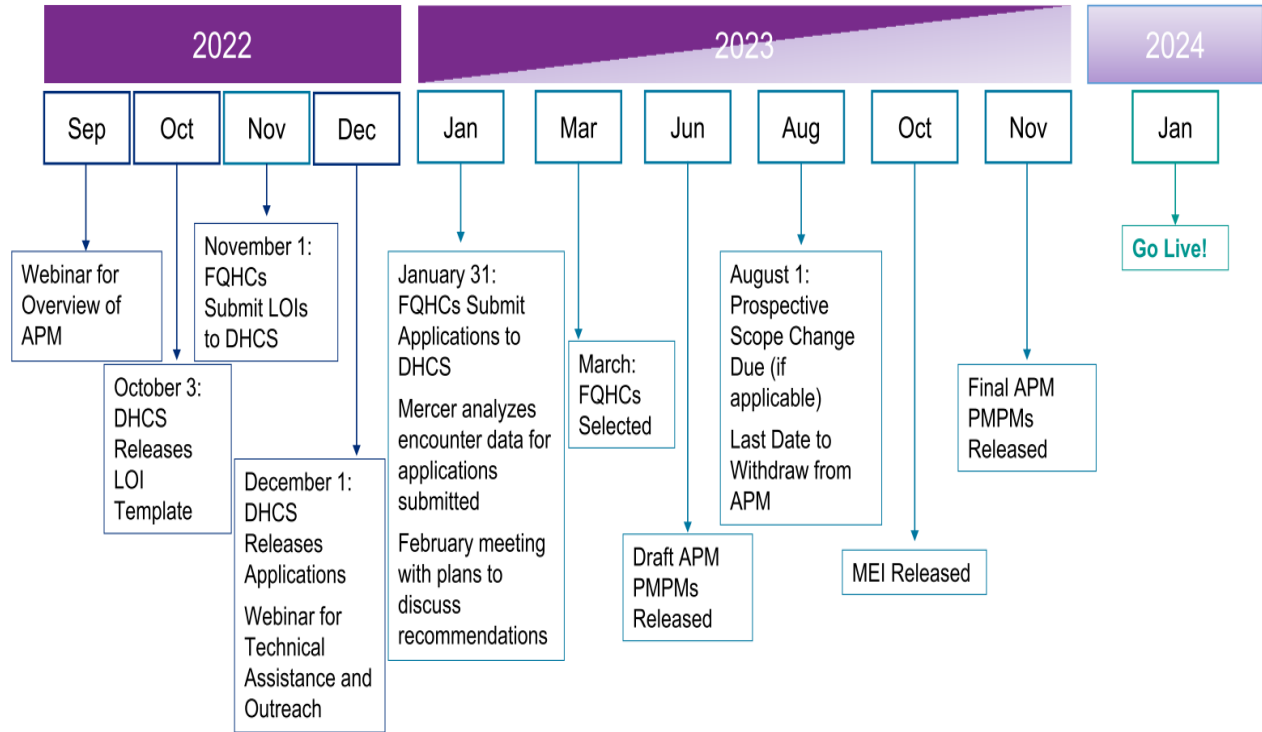 2022
2023
2024
Sep
Oct
Nov
Dec
Jan
Mar
Jun
Aug
Oct
Nov
Jan
Webinar for
Overview of
APM
October 3:
DHCS
Releases
LOI
Template
November 1:
FQHCs
Submit LOIs
to DHCS
December 1:
DHCS
Releases
Applications
Webinar for
Technical
Assistance and
Outreach
January 31:
FQHCs Submit
Applications to
DHCS
Mercer analyzes
encounter data for
applications
submitted
February meeting
with plans to
discuss
recommendations
March:
FQHCs
Selected
Draft APM
PMPMs
Released
August 1:
Prospective
Scope Change
Due (if
applicable)
Last Date to
Withdraw from
APM
MEI Released
Final APM
PMPMs
Released
Go Live!